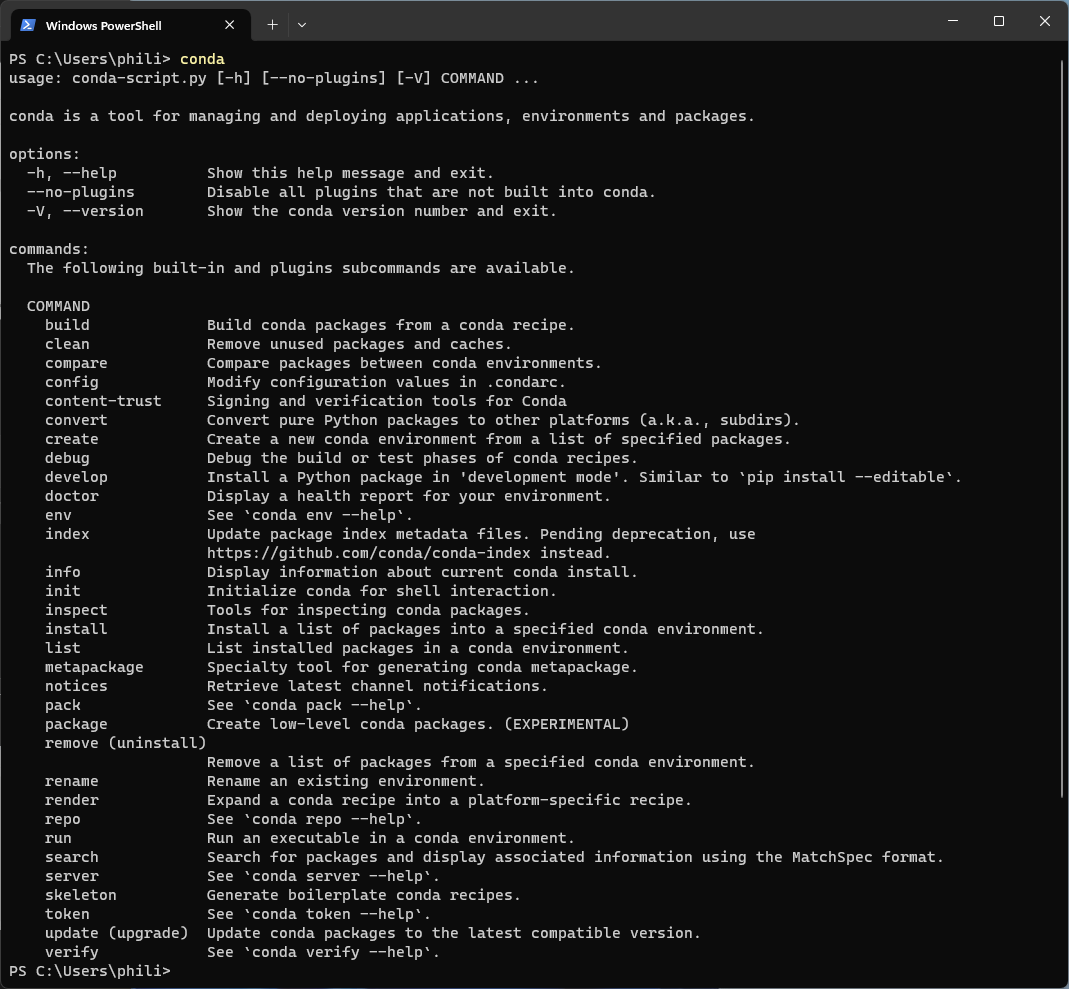 Windows PowerShell
PS C:\Users\phili> conda
usage: conda-script.py [-h] [--no-plugins] [-V] COMMAND ...

conda is a tool for managing and deploying applications, environments and packages.

options:
  -h, --help          Show this help message and exit.
  --no-plugins        Disable all plugins that are not built into conda.
  -V, --version       Show the conda version number and exit.

commands:
  The following built-in and plugins subcommands are available.

  COMMAND
    build             Build conda packages from a conda recipe.
    clean             Remove unused packages and caches.
    compare           Compare packages between conda environments.
    config            Modify configuration values in .condarc.
    content-trust     Signing and verification tools for Conda
    convert           Convert pure Python packages to other platforms (a.k.a., subdirs).
    create            Create a new conda environment from a list of specified packages.
    debug             Debug the build or test phases of conda recipes.
    develop           Install a Python package in 'development mode'. Similar to `pip install --editable`.
    doctor            Display a health report for your environment.
    env               See `conda env --help`.
    index             Update package index metadata files. Pending deprecation, use
                      https://github.com/conda/conda-index instead.
    info              Display information about current conda install.
    init              Initialize conda for shell interaction.
    inspect           Tools for inspecting conda packages.
    install           Install a list of packages into a specified conda environment.
    list              List installed packages in a conda environment.
    metapackage       Specialty tool for generating conda metapackage.
    notices           Retrieve latest channel notifications.
    pack              See `conda pack --help`.
    package           Create low-level conda packages. (EXPERIMENTAL)
    remove (uninstall)
                      Remove a list of packages from a specified conda environment.
    rename            Rename an existing environment.
    render            Expand a conda recipe into a platform-specific recipe.
    repo              See `conda repo --help`.
    run               Run an executable in a conda environment.
    search            Search for packages and display associated information using the MatchSpec format.
    server            See `conda server --help`.
    skeleton          Generate boilerplate conda recipes.
    token             See `conda token --help`.
    update (upgrade)  Update conda packages to the latest compatible version.
    verify            See `conda verify --help`.
PS C:\Users\phili>